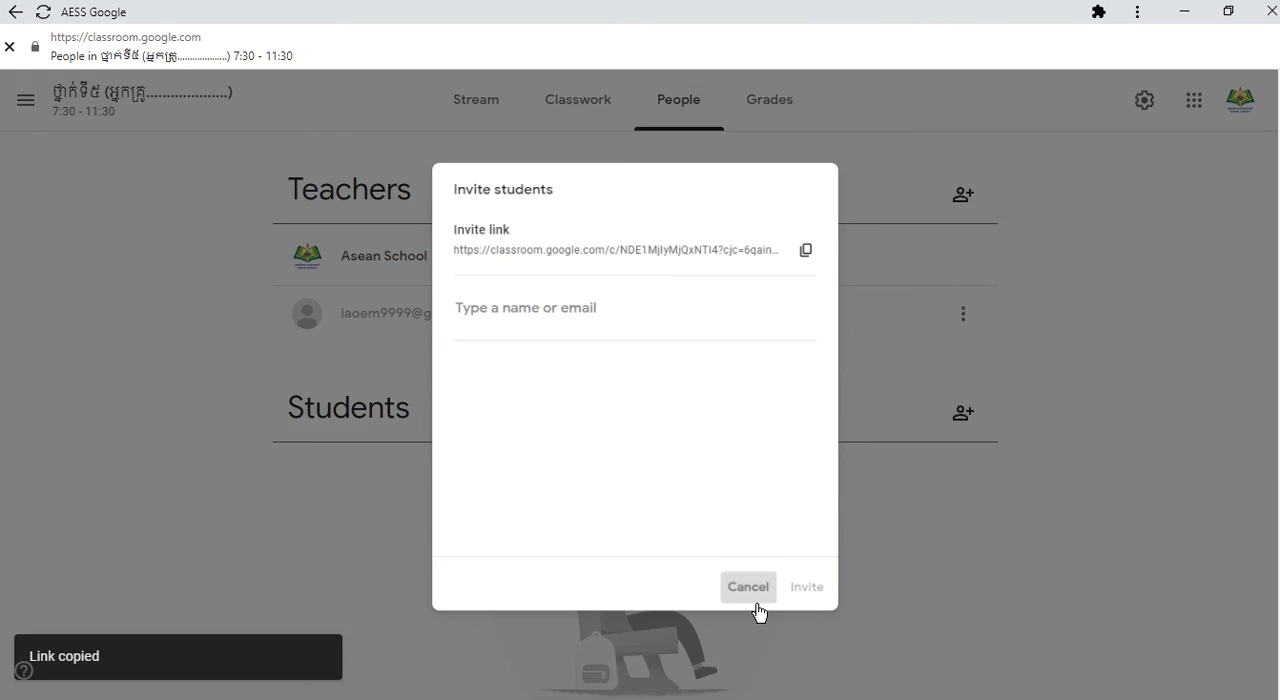 AESS Google
https://classroom.google.com
People in ថ្នាក់ទី៥ (អ្នកគ្រូ...................) 7:30 - 11:30
ថ្នាក់ទី៥ (អ្នកគ្រូ....................)
7:30 - 11:30
Stream
Classwork
People
Grades
Teachers
Asean School
laoem9999@g
Students
Invite students
Invite link
https://classroom.google.com/c/NDE1MjIyMjQxNTI4?cjc=6qain...
Type a name or email
Cancel
Invite
Link copied